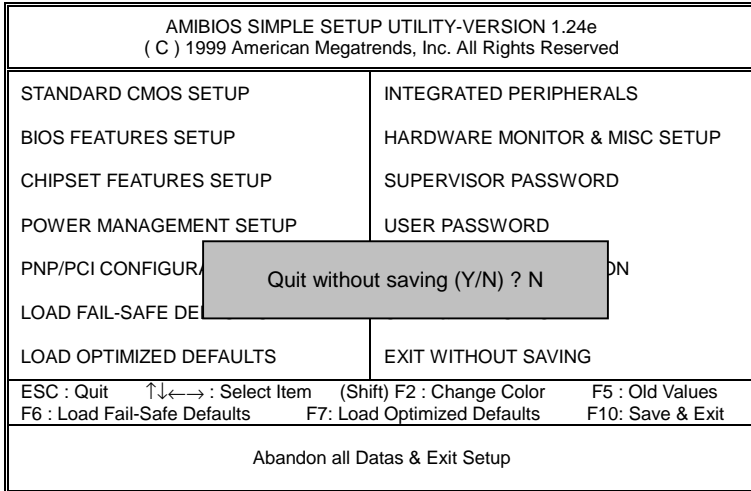 AMIBIOS SIMPLE SETUP UTILITY-VERSION 1.24e
( C ) 1999 American Megatrends, Inc. All Rights Reserved
STANDARD CMOS SETUP
BIOS FEATURES SETUP
CHIPSET FEATURES SETUP
POWER MANAGEMENT SETUP
PNP/PCI
LOAD FAIL-SAFE
LOAD OPTIMIZED DEFAULTS
INTEGRATED PERIPHERALS
HARDWARE MONITOR & MISC SETUP
SUPERVISOR PASSWORD
USER PASSWORD
EXIT WITHOUT SAVING
Quit without saving (Y/N) ? N
ESC : Quit ↑↓←→ : Select Item (Shift) F2 : Change Color F5 : Old Values
F6 : Load Fail-Safe Defaults F7: Load Optimized Defaults F10: Save & Exit
Abandon all Datas & Exit Setup